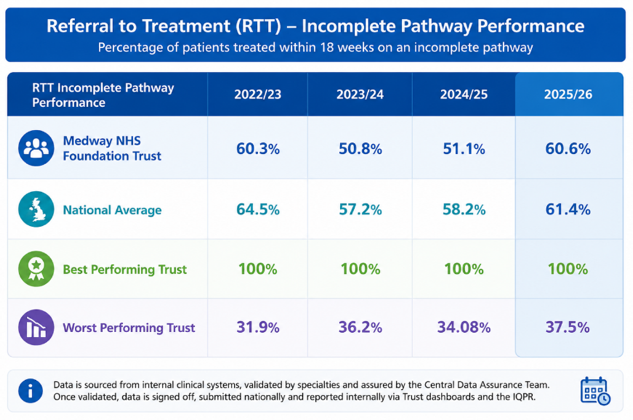 Referral to Treatment (RTT) – Incomplete Pathway Performance
Percentage of patients treated within 18 weeks on an incomplete pathway
RTT Incomplete Pathway
Performance
2022/23 2023/24 2024/25 2025/26
Medway NHS
Foundation Trust
60.3% 50.8% 51.1% 60.6%
National Average 64.5% 57.2% 58.2% 61.4%
Best Performing Trust 100% 100% 100% 100%
Worst Performing Trust 31.9% 36.2% 34.08% 37.5%
Data is sourced from internal clinical systems, validated by specialties and assured by the Central Data Assurance Team.
Once validated, data is signed off, submitted nationally and reported internally via Trust dashboards and the IQPR.